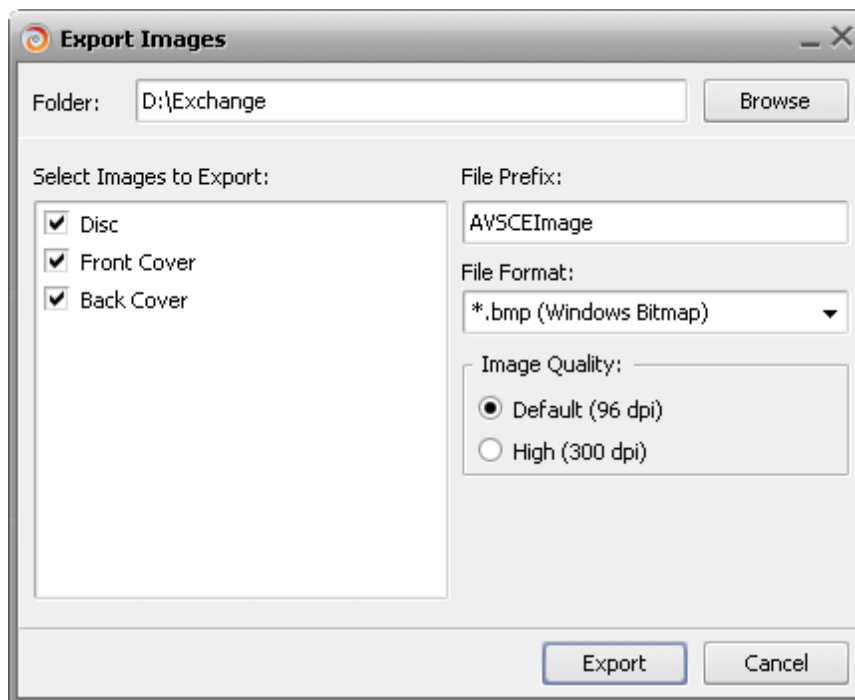 Export Images
Folder:
D:\Exchange
Browse
Select Images to Export:
Disc
Front Cover
Back Cover
File Prefix:
AVSCEImage
File Format:
*.bmp (Windows Bitmap)
Image Quality:
Default (96 dpi)
High (300 dpi)
Export
Cancel